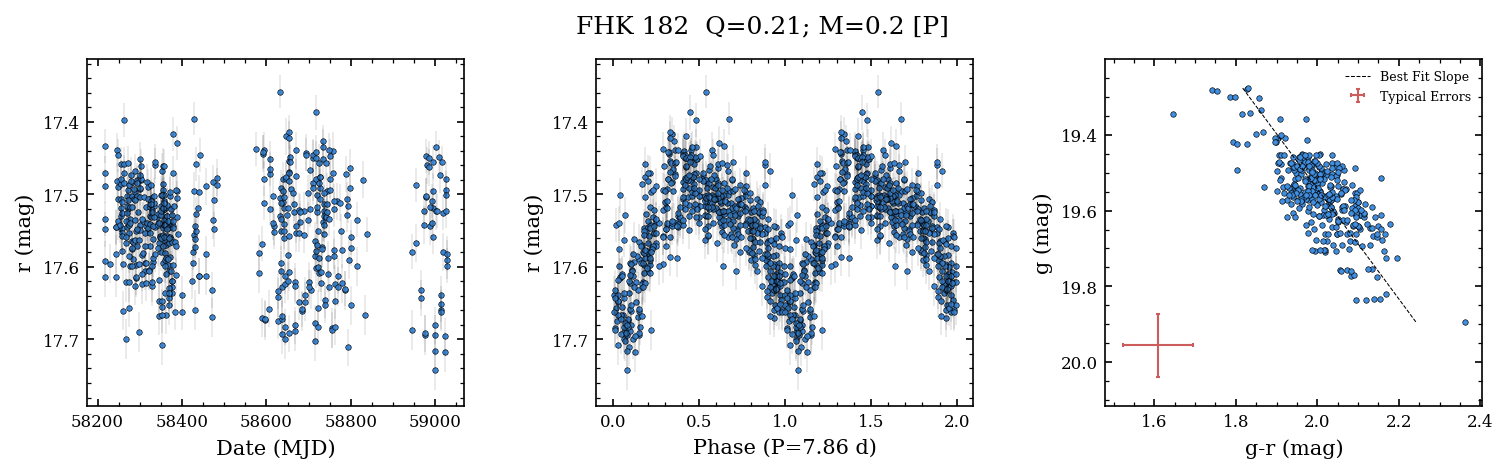 FHK 182  Q=0.21; M=0.2 [P]
r (mag)
17.4
17.5
17.6
17.7
58200 58400 58600 58800 59000
Date (MJD)
r (mag)
17.4
17.5
17.6
17.7
0.0 0.5 1.0 1.5 2.0
Phase (P=7.86 d)
Best Fit Slope
Typical Errors
g (mag)
19.4
19.6
19.8
20.0
1.6 1.8 2.0 2.2 2.4
g-r (mag)